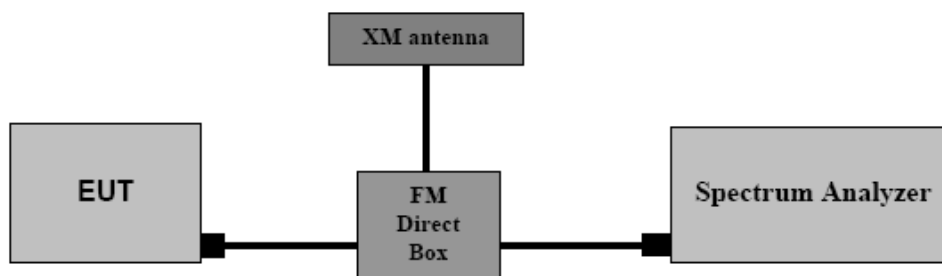 XM antenna
EUT
FM
Direct
Box
Spectrum Analyzer